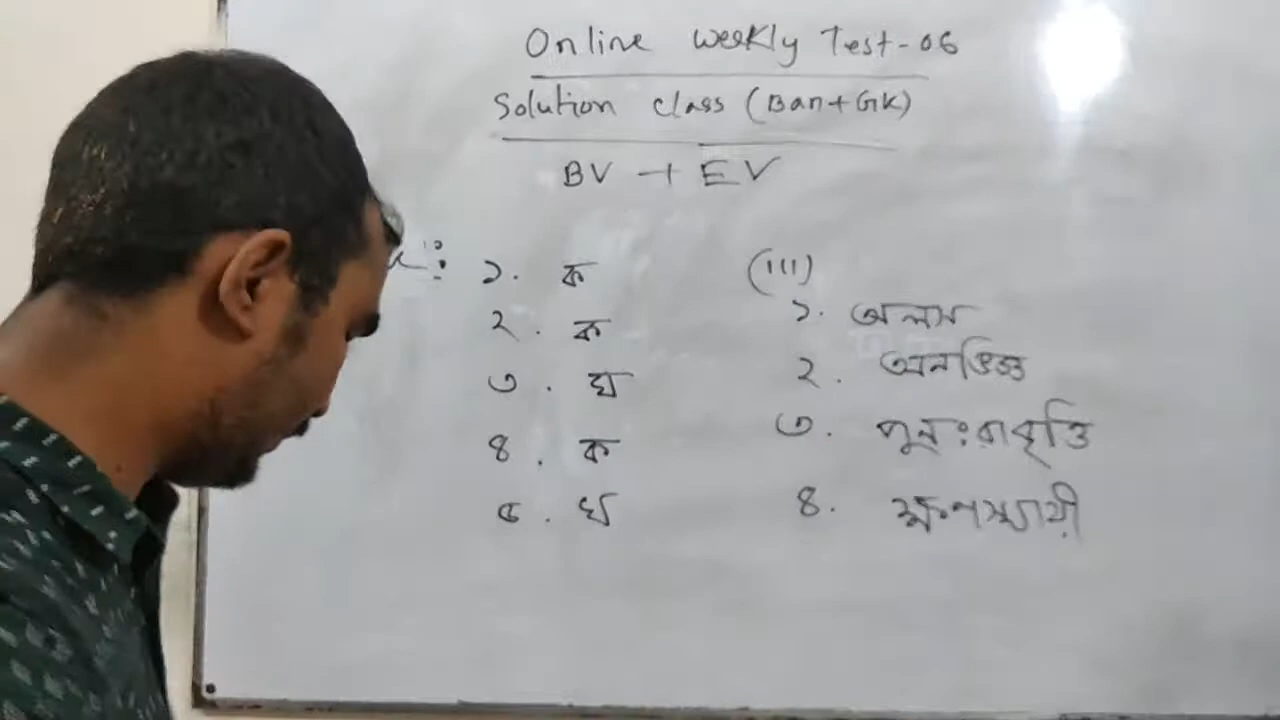 Online Weekly Test-06
Solution class (Ban+GK)
BV + EV
১. ক
২. ক
৩. ঘ
৪. ক
৫. ঘ
(iii)
১. অলস
২. অনভিজ্ঞ
৩. পুনঃরাবৃত্তি
৪. ক্ষণস্থায়ী